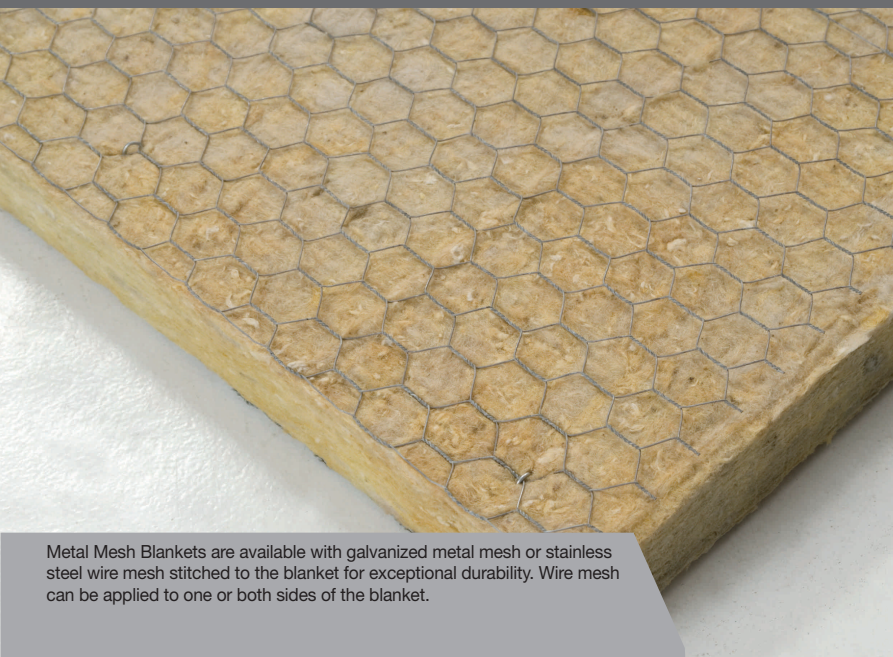 Metal Mesh Blankets are available with galvanized metal mesh or stainless
steel wire mesh stitched to the blanket for exceptional durability. Wire mesh
can be applied to one or both sides of the blanket.